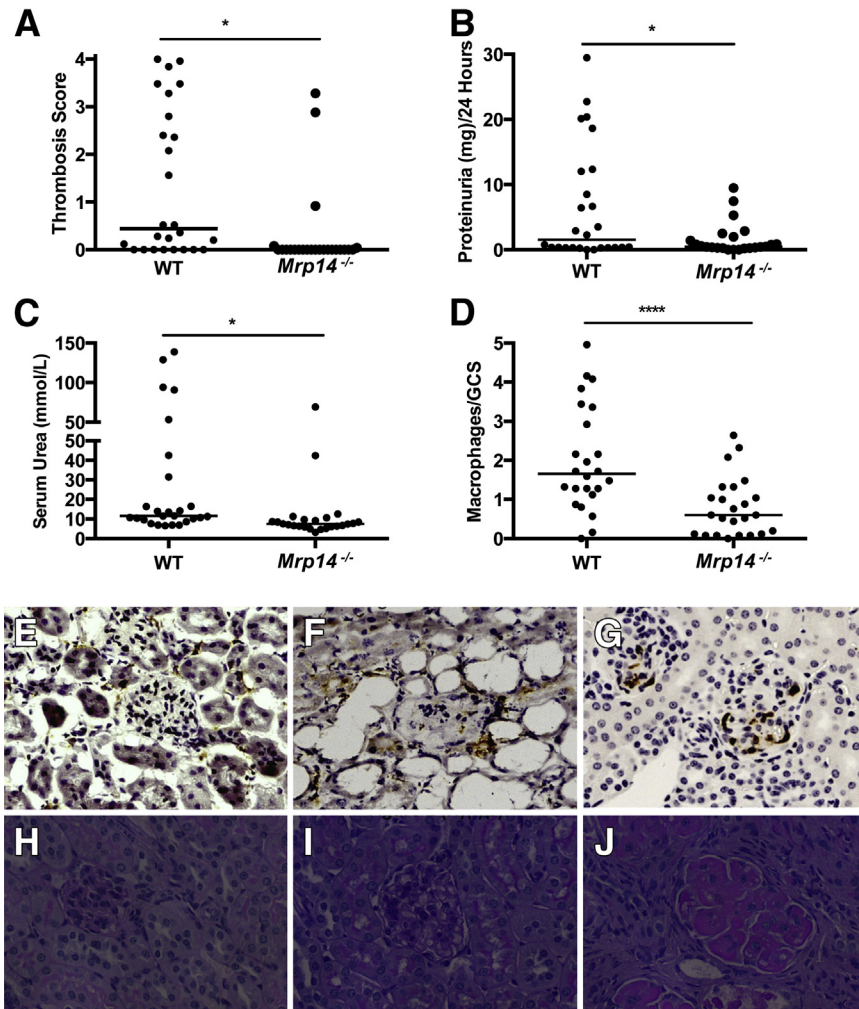 A
B
*
*
Thrombosis Score
4
3
2
1
0
WT
Mrp14 -/-
Proteinuria (mg)/24 Hours
30
20
10
0
WT
Mrp14 -/-
C
D
*
****
Serum Urea (mmol/L)
150
100
50
50
40
30
20
10
0
WT
Mrp14 -/-
Macrophages/GCS
5
4
3
2
1
0
WT
Mrp14 -/-
E
F
G
H
I
J